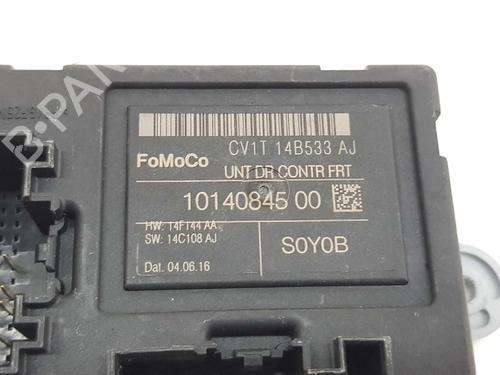 CV1T 14B533 AJ
FoMoCo
UNT DR CONTR FRT
10140845 00
HW: 14F144 AA
SW: 14C108 AJ
S0Y0B
Dat. 04.06.16
B-PARTS